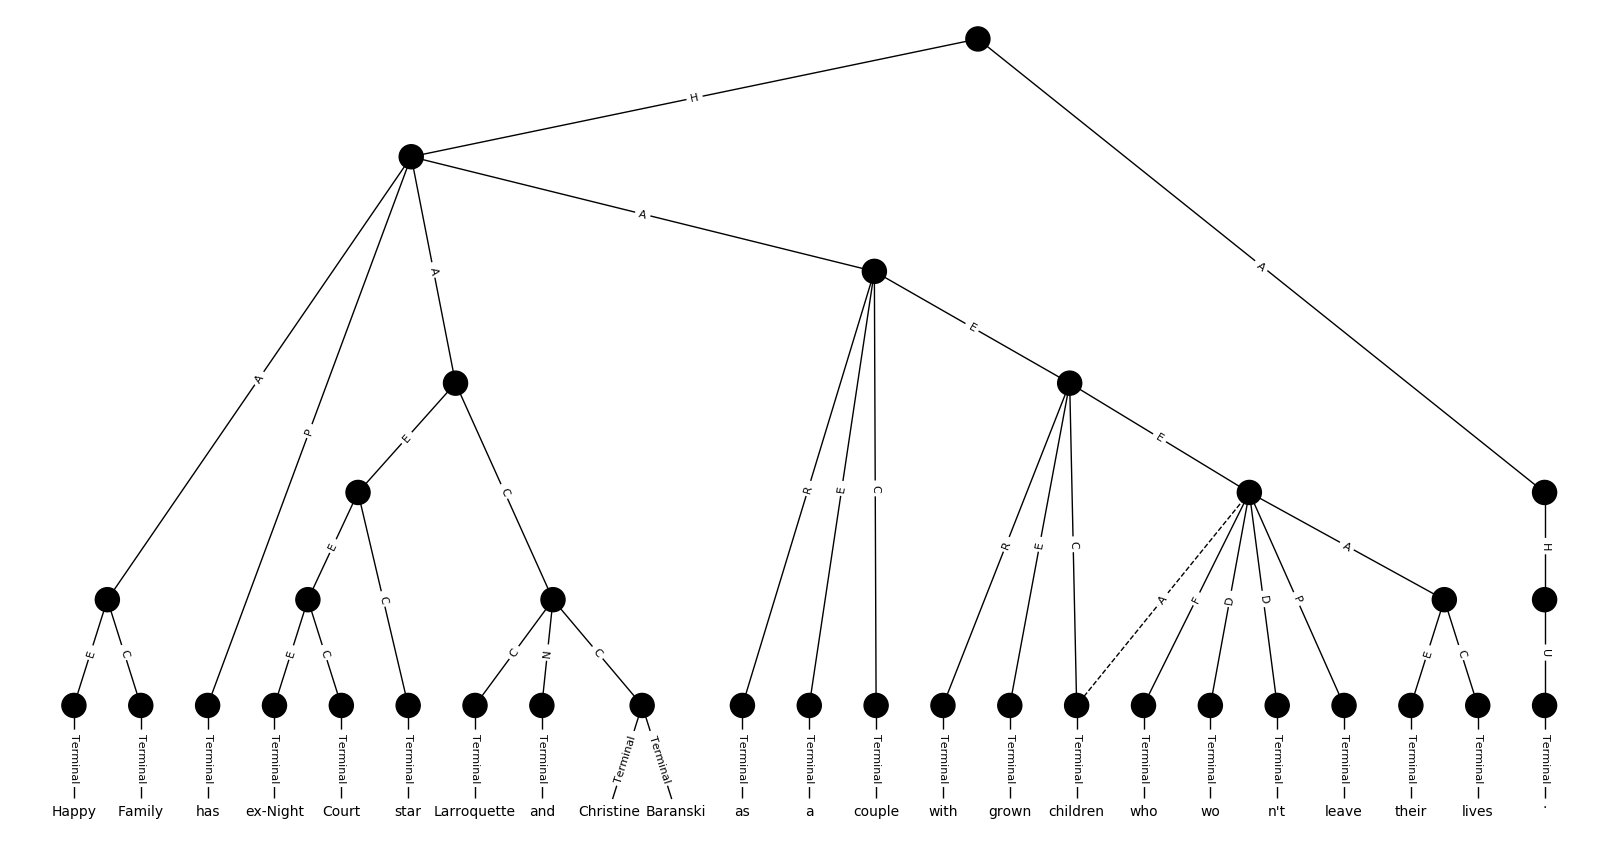 H
A
A
A
A
P
E
C
E
E
E
C
R
E
C
R
E
C
A
F
D
D
P
A
H
E
C
E
C
C
N
C
E
C
U
Terminal Terminal Terminal Terminal Terminal Terminal Terminal Terminal Terminal Terminal Terminal Terminal Terminal Terminal Terminal Terminal Terminal Terminal Terminal Terminal Terminal Terminal Terminal
Happy Family has ex-Night Court star Larroquette and Christine Baranski as a couple with grown children who wo n't leave their lives .